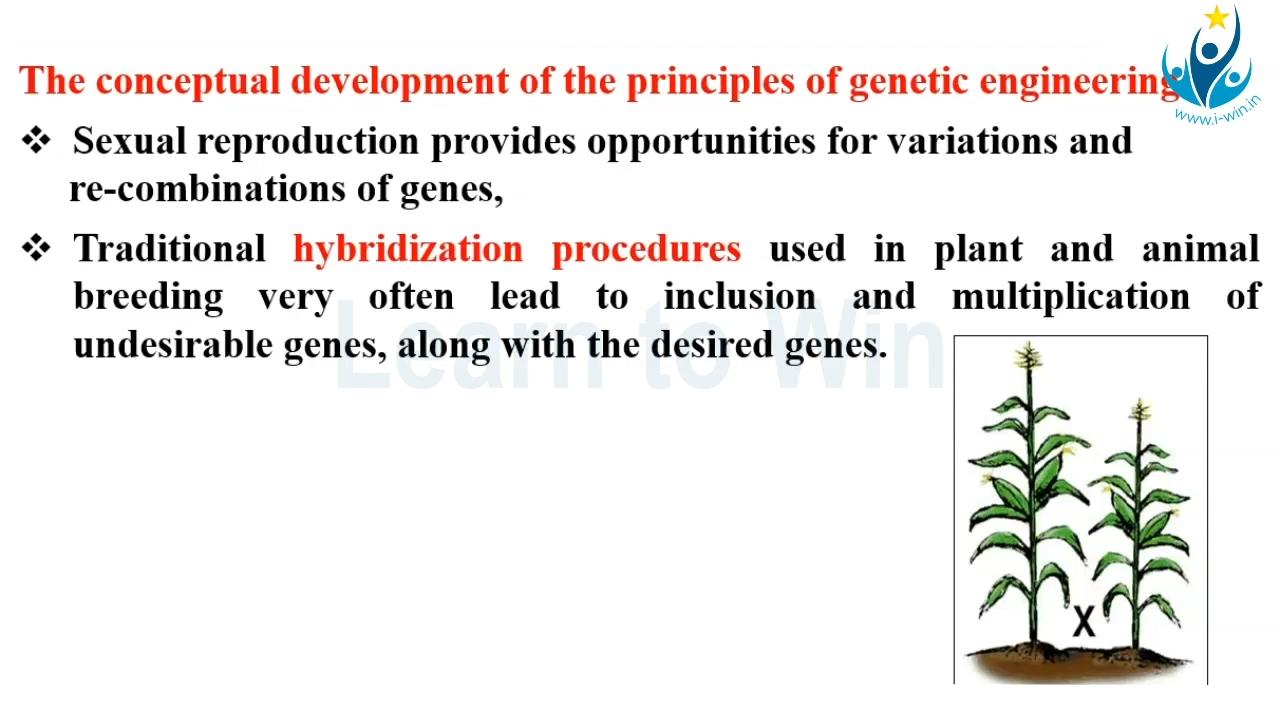 The conceptual development of the principles of genetic engineering
www.i-win.in
❖ Sexual reproduction provides opportunities for variations and
re-combinations of genes,
❖ Traditional hybridization procedures used in plant and animal
breeding very often lead to inclusion and multiplication of
undesirable genes, along with the desired genes.
Learn to Win
X